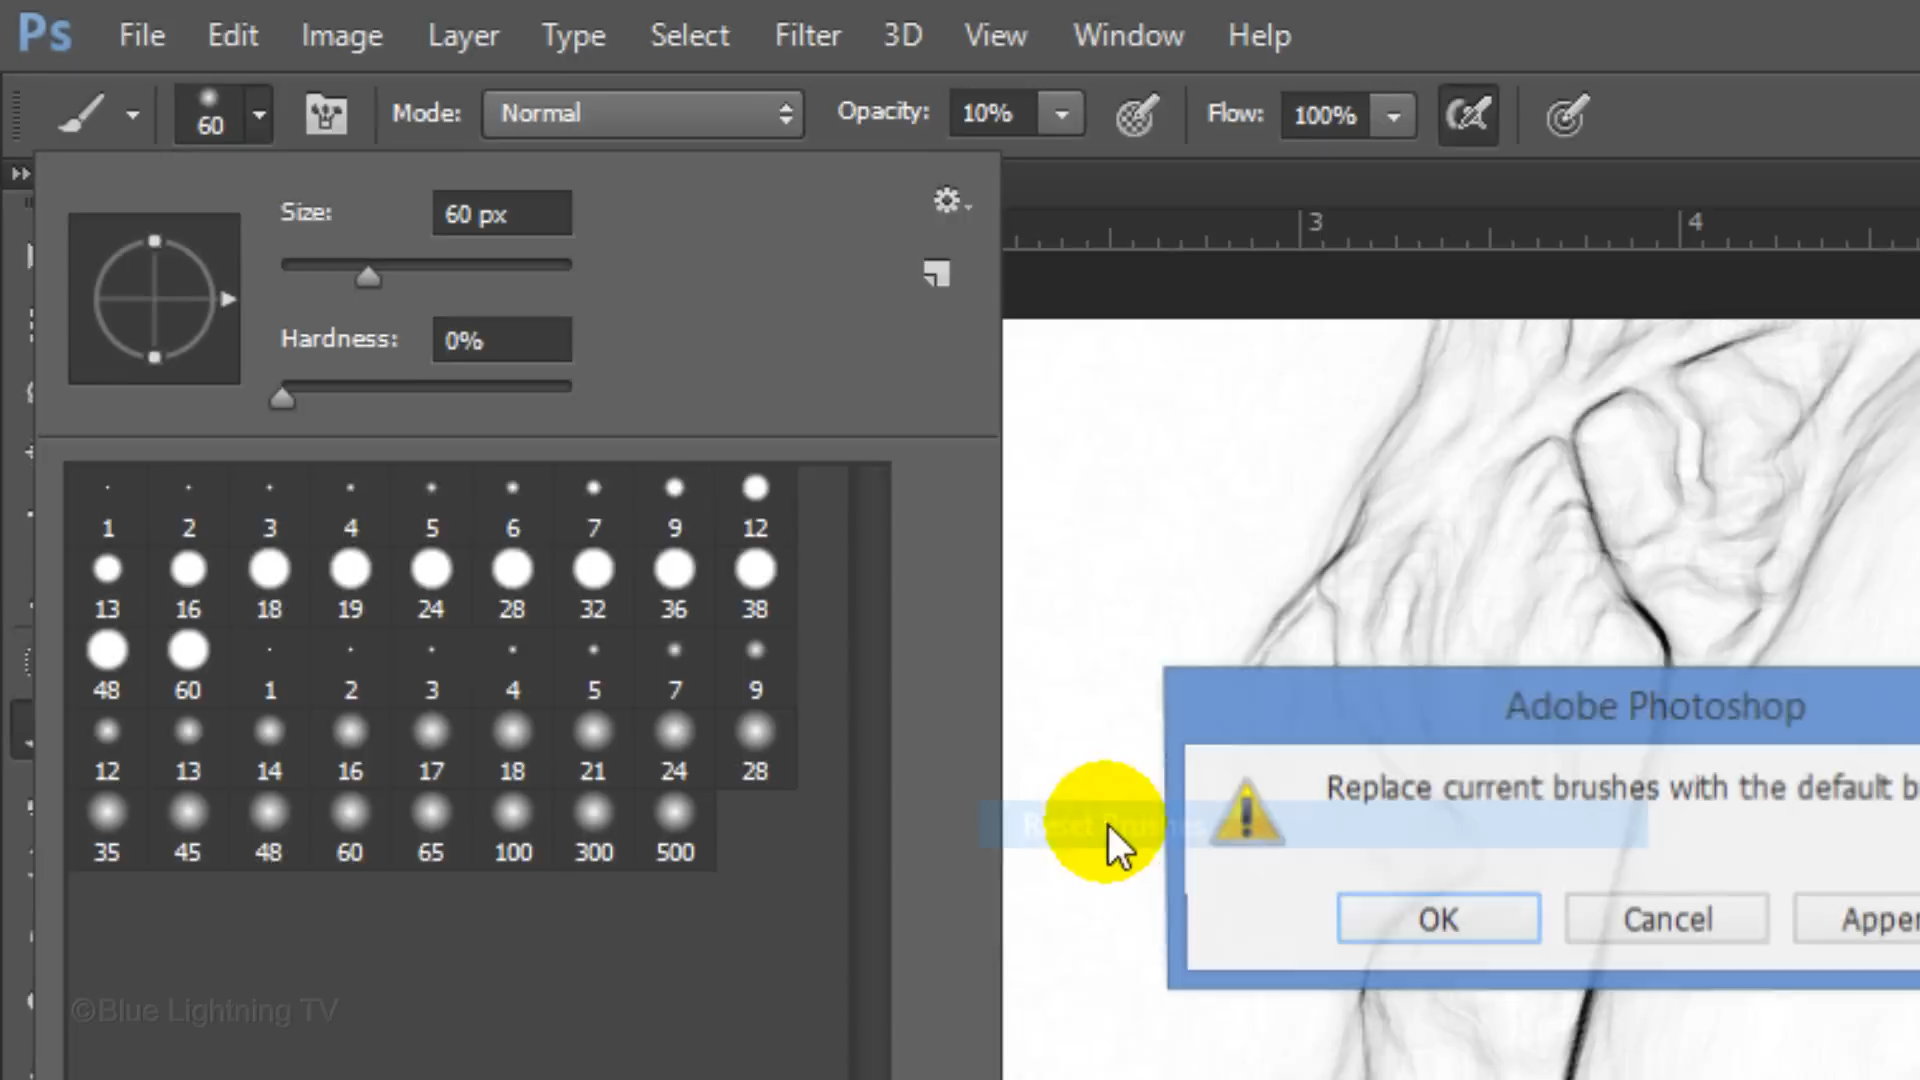 Ps File Edit Image Layer Type Select Filter 3D View Window Help
60 Mode: Normal Opacity: 10% Flow: 100%
Size: 60 px
3 4
Hardness: 0%
1 2 3 4 5 6 7 9 12
13 16 18 19 24 28 32 36 38
48 60 1 2 3 4 5 7 9
12 13 14 16 17 18 21 24 28
35 45 48 60 65 100 300 500
Adobe Photoshop
Replace current brushes with the default b
Reset Brushes
OK Cancel Appen
©Blue Lightning TV